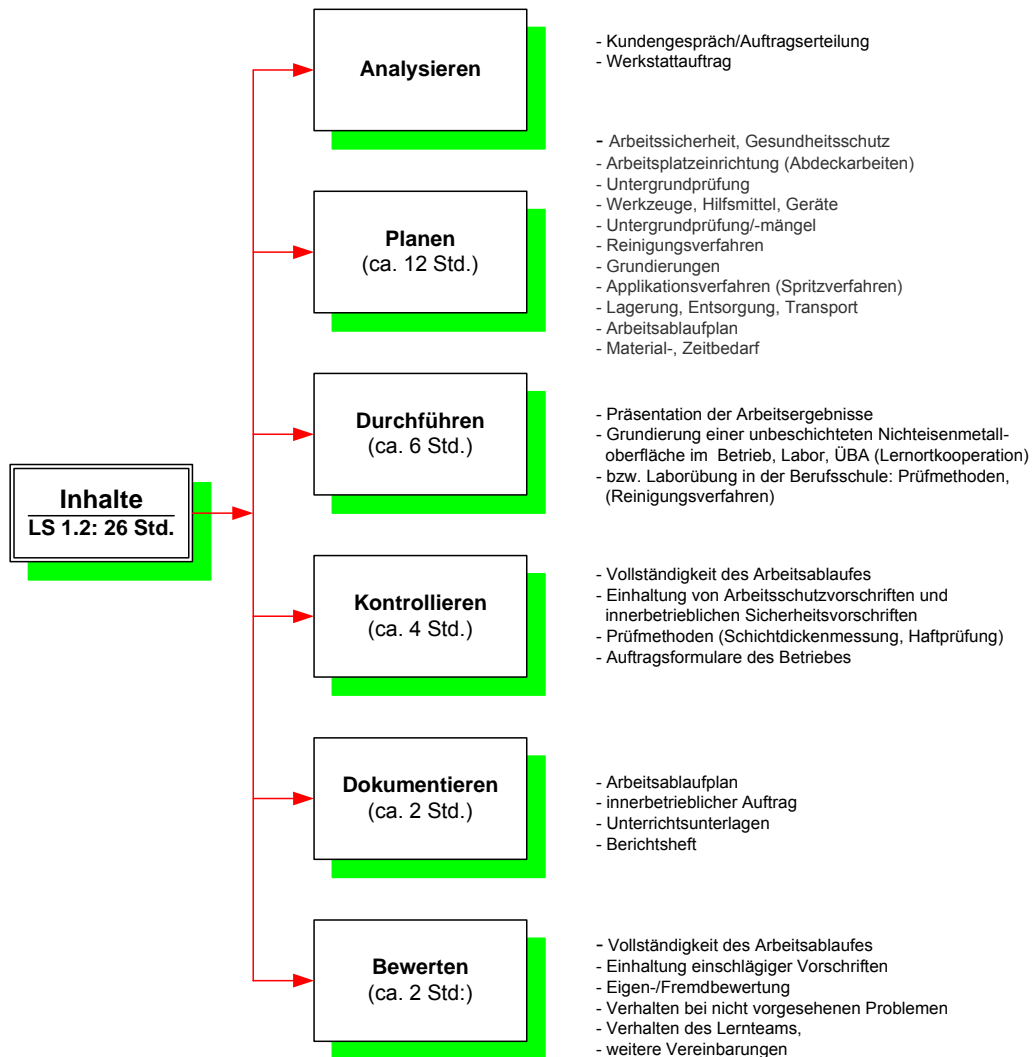 Analysieren
- Kundengespräch/Auftragserteilung
- Werkstattauftrag
Planen
(ca. 12 Std.)
- Arbeitssicherheit, Gesundheitsschutz
- Arbeitsplatzeinrichtung (Abdeckarbeiten)
- Untergrundprüfung
- Werkzeuge, Hilfsmittel, Geräte
- Untergrundprüfung/-mängel
- Reinigungsverfahren
- Grundierungen
- Applikationsverfahren (Spritzverfahren)
- Lagerung, Entsorgung, Transport
- Arbeitsablaufplan
- Material-, Zeitbedarf
Durchführen
(ca. 6 Std.)
- Präsentation der Arbeitsergebnisse
- Grundierung einer unbeschichteten Nichteisenmetall-
oberfläche im Betrieb, Labor, ÜBA (Lernortkooperation)
- bzw. Laborübung in der Berufsschule: Prüfmethoden,
(Reinigungsverfahren)
Inhalte
LS 1.2: 26 Std.
Kontrollieren
(ca. 4 Std.)
- Vollständigkeit des Arbeitsablaufes
- Einhaltung von Arbeitsschutzvorschriften und
innerbetrieblichen Sicherheitsvorschriften
- Prüfmethoden (Schichtdickenmessung, Haftprüfung)
- Auftragsformulare des Betriebes
Dokumentieren
(ca. 2 Std.)
- Arbeitsablaufplan
- innerbetrieblicher Auftrag
- Unterrichtsunterlagen
- Berichtsheft
Bewerten
(ca. 2 Std:)
- Vollständigkeit des Arbeitsablaufes
- Einhaltung einschlägiger Vorschriften
- Eigen-/Fremdbewertung
- Verhalten bei nicht vorgesehenen Problemen
- Verhalten des Lernteams,
- weitere Vereinbarungen